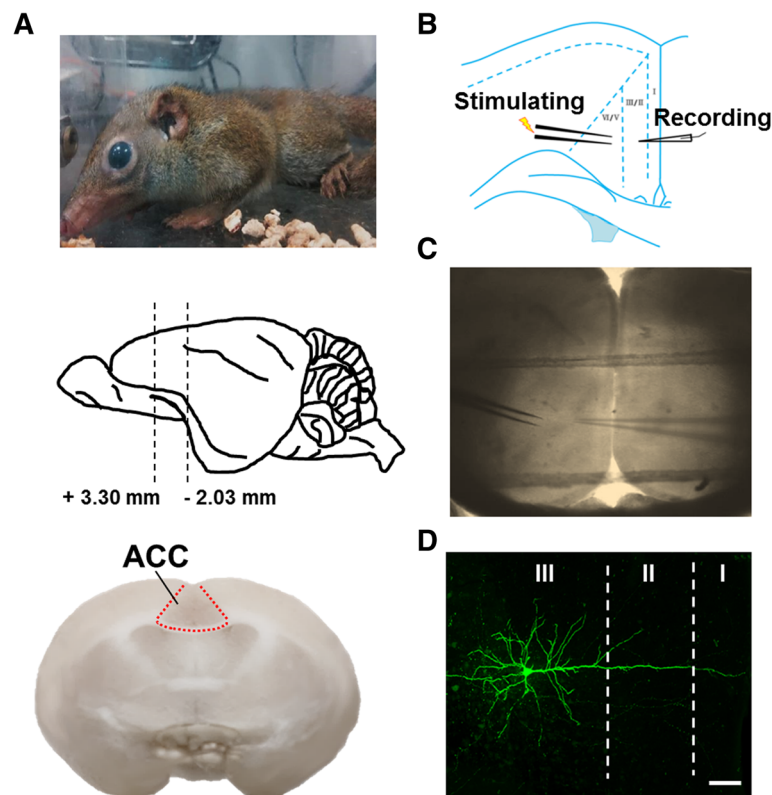 A
+ 3.30 mm - 2.03 mm
ACC
B
Stimulating
Recording
VI/V
III/II
I
C
D
III II I